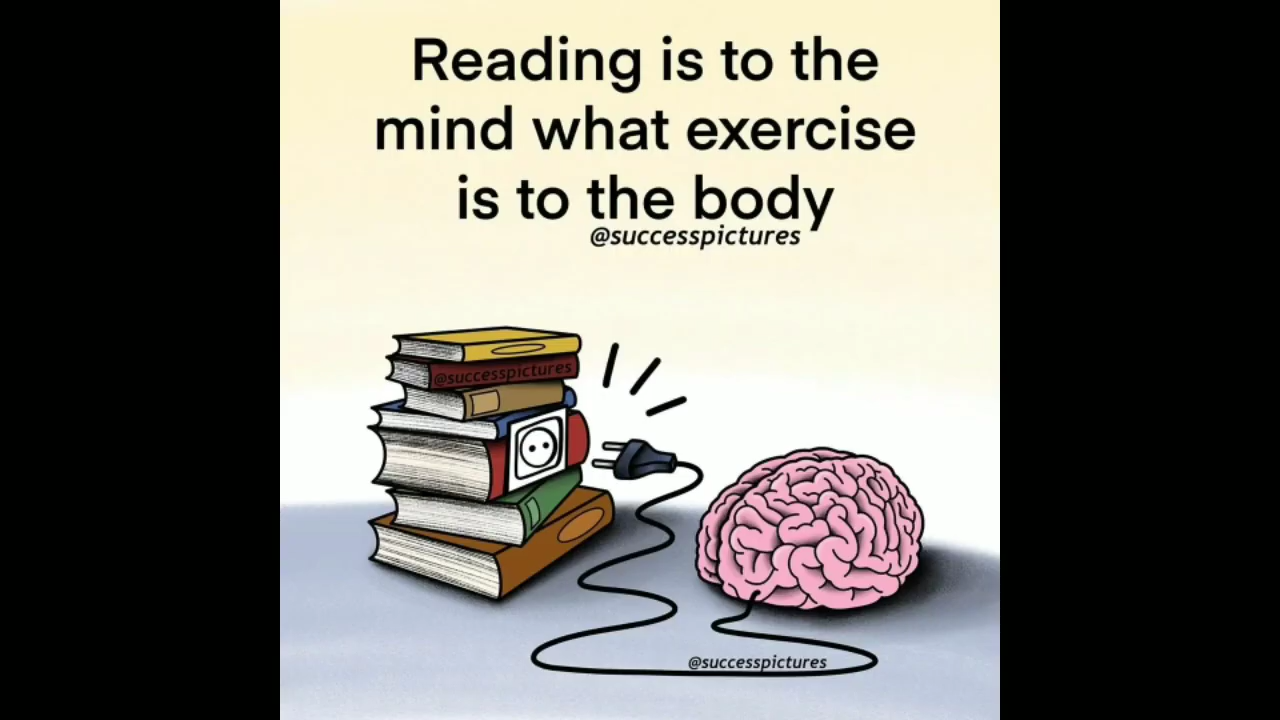 Reading is to the
mind what exercise
is to the body
@successpictures
@successpictures
@successpictures